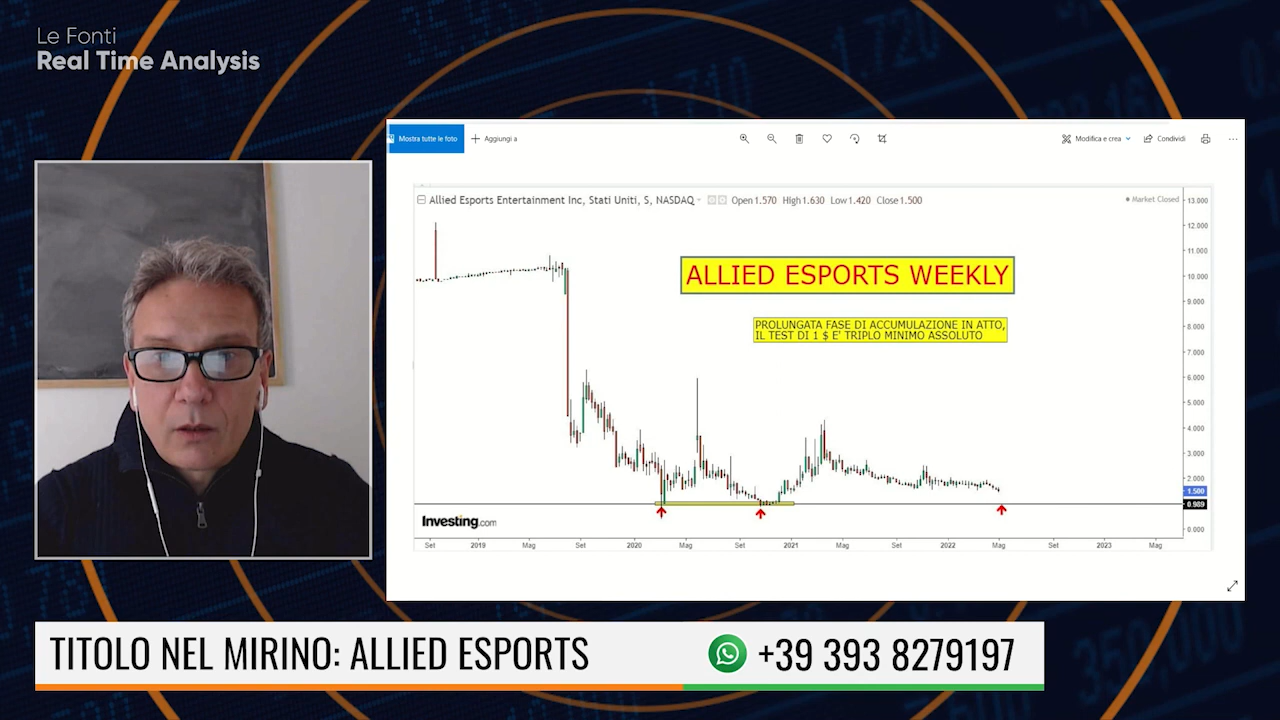 Le Fonti
Real Time Analysis
Mostra tutte le foto
Aggiungi a
Modifica e crea
Condividi
Allied Esports Entertainment Inc, Stati Uniti, S, NASDAQ
Open 1.570 High 1.630 Low 1.420 Close 1.500
Market Closed
ALLIED ESPORTS WEEKLY
PROLUNGATA FASE DI ACCUMULAZIONE IN ATTO,
IL TEST DI 1 $ E' TRIPLO MINIMO ASSOLUTO
13.000
12.000
11.000
10.000
9.000
8.000
7.000
6.000
5.000
4.000
3.000
2.000
1.500
0.989
0.000
Investing.com
Set 2019 Mag Set 2020 Mag Set 2021 Mag Set 2022 Mag Set 2023 Mag
TITOLO NEL MIRINO: ALLIED ESPORTS
+39 393 8279197